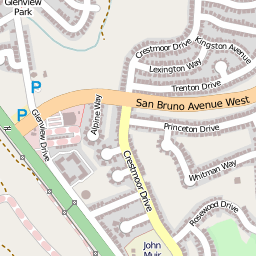 Glenview
Park
Crestmoor Drive
Kingston Avenue
Lexington Way
Trenton Drive
P
San Bruno Avenue West
Alpine Way
P
Glenview Drive
Princeton Drive
Crestmoor Drive
Whitman Way
Rosewood Drive
John
Muir